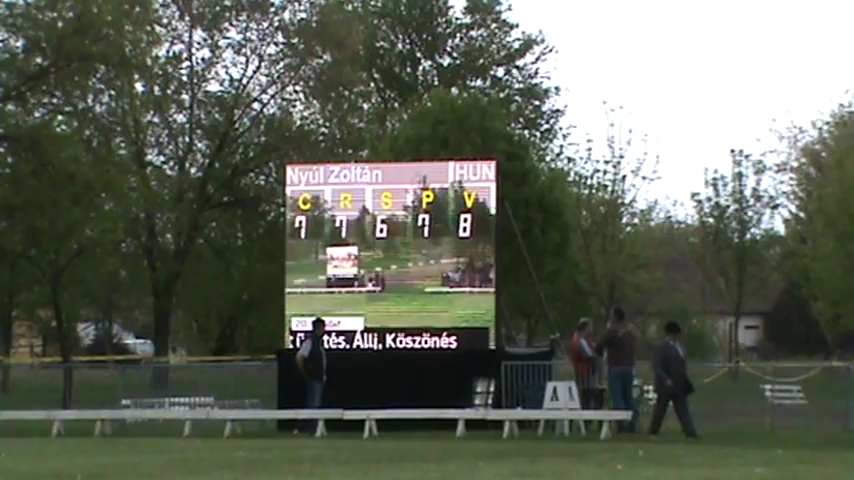 Nyúl Zoltán HUN
C R S P V
7 7 6 7 8
Állj, Köszönés
A